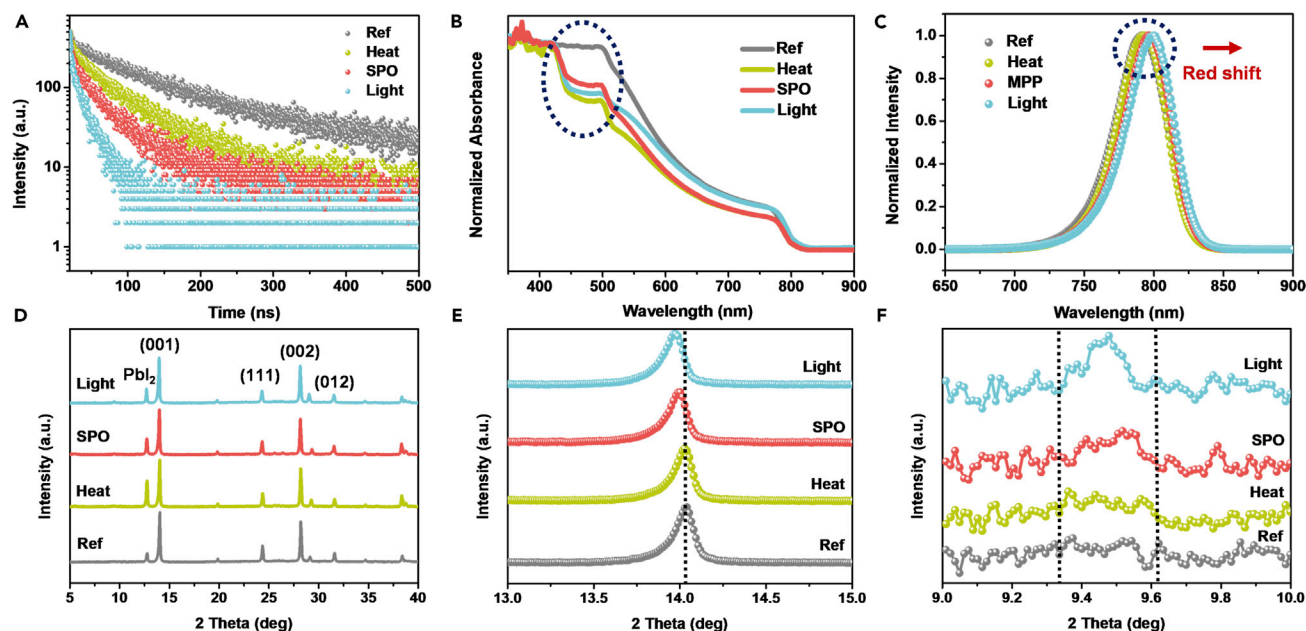 A
Ref
Heat
SPO
Light
100
10
1
Intensity (a.u.)
100 200 300 400 500
Time (ns)
B
Ref
Heat
SPO
Light
Normalized Absorbance
400 500 600 700 800 900
Wavelength (nm)
C
Ref
Heat
MPP
Light
Red shift
1.0
0.8
0.6
0.4
0.2
0.0
Normalized Intensity
650 700 750 800 850 900
Wavelength (nm)
D
(001)
(002)
Light PbI2
(111)
(012)
SPO
Heat
Ref
Intensity (a.u.)
5 10 15 20 25 30 35 40
2 Theta (deg)
E
Light
SPO
Heat
Ref
Intensity (a.u.)
13.0 13.5 14.0 14.5 15.0
2 Theta (deg)
F
Light
SPO
Heat
Ref
Intensity (a.u.)
9.0 9.2 9.4 9.6 9.8 10.0
2 Theta (deg)